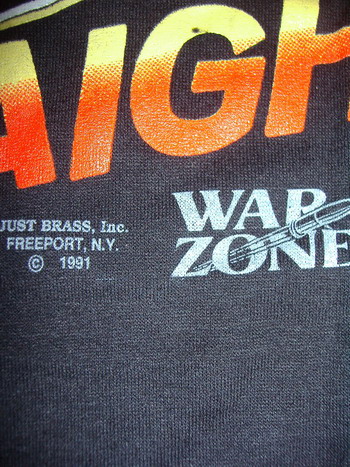 AIGH
JUST BRASS, Inc.
FREEPORT, N.Y.
© 1991
WAR
ZONE